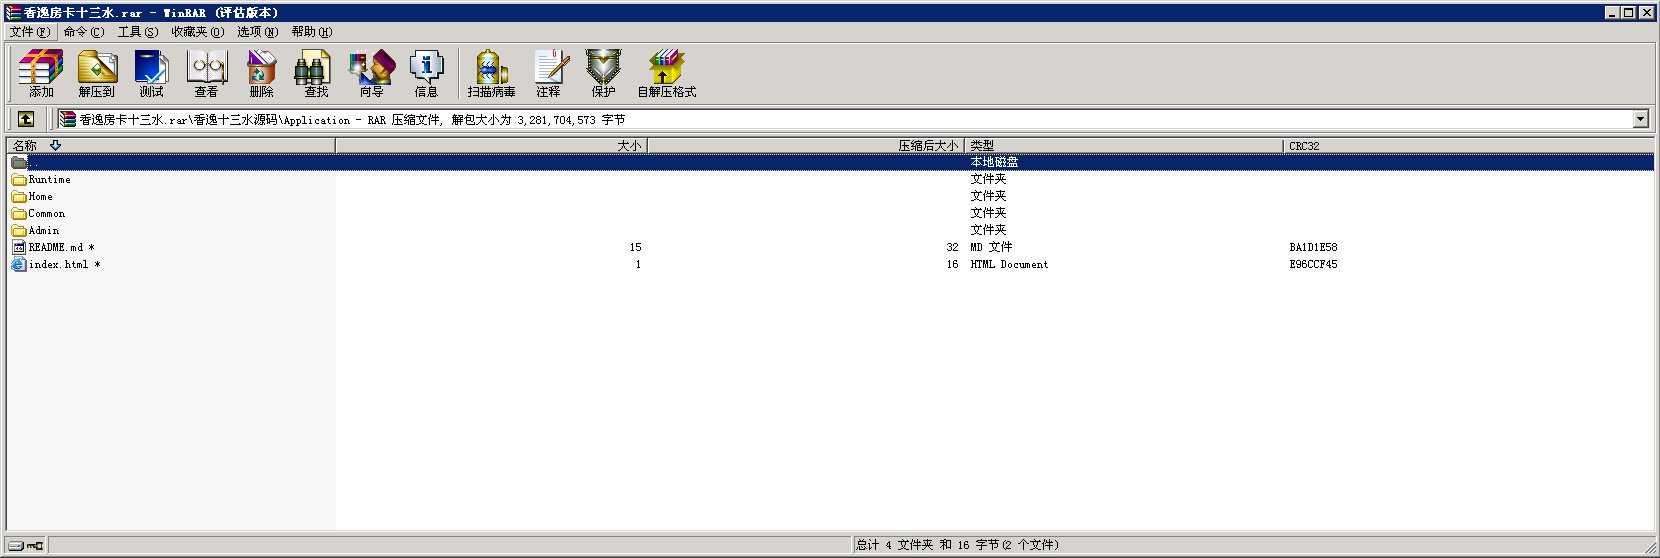 香逸房卡十三水.rar - WinRAR (评估版本)
文件(F) 命令(C) 工具(S) 收藏夹(O) 选项(N) 帮助(H)
添加 解压到 测试 查看 删除 查找 向导 信息 扫描病毒 注释 保护 自解压格式
香逸房卡十三水.rar\香逸十三水源码\Application - RAR 压缩文件, 解包大小为 3,281,704,573 字节
名称 大小 压缩后大小 类型 CRC32
.. 本地磁盘
Runtime 文件夹
Home 文件夹
Common 文件夹
Admin 文件夹
README.md * 15 32 MD 文件 BA1D1E58
index.html * 1 16 HTML Document E96CCF45
总计 4 文件夹 和 16 字节(2 个文件)